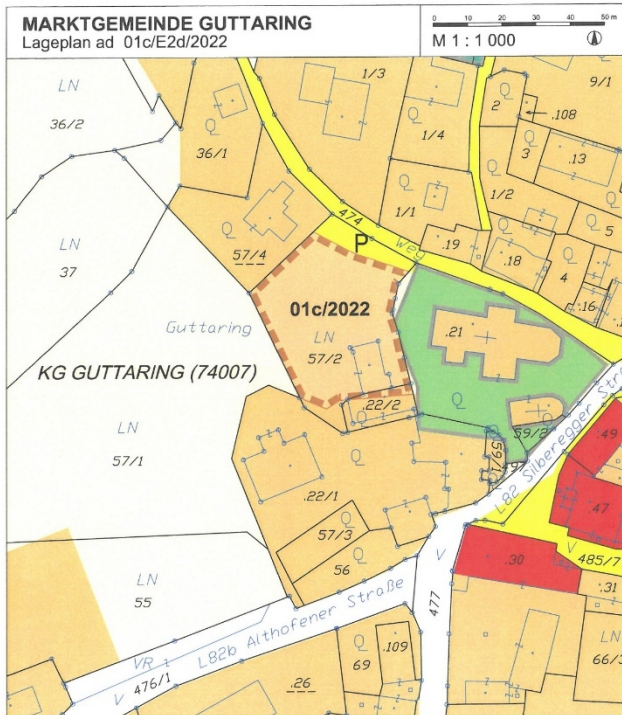 MARKTGEMEINDE GUTTARING
Lageplan ad 01c/E2d/2022
0 10 20 30 40 50 m
M 1 : 1 000
LN
36/2
Q
36/1
1/3
Q
1/4
Q
2
.108
9/1
3
.13
Q
1/2
Q
5
LN
37
Q
57/4
474
weg
P
Q
1/1
.19
Q
.18
Q
4
.16
01c/2022
LN
57/2
Guttaring
KG GUTTARING (74007)
.21
Q
Q
59/2
59/1
L82 Silberegger
.49
.47
LN
57/1
.22/2
Q
Q
.22/1
Q
57/3
Q
56
V
.30
V
485/7
.31
LN
55
L82b Althofener Straße
477
VR
V
476/1
Q
69
.109
.26
LN
66/3